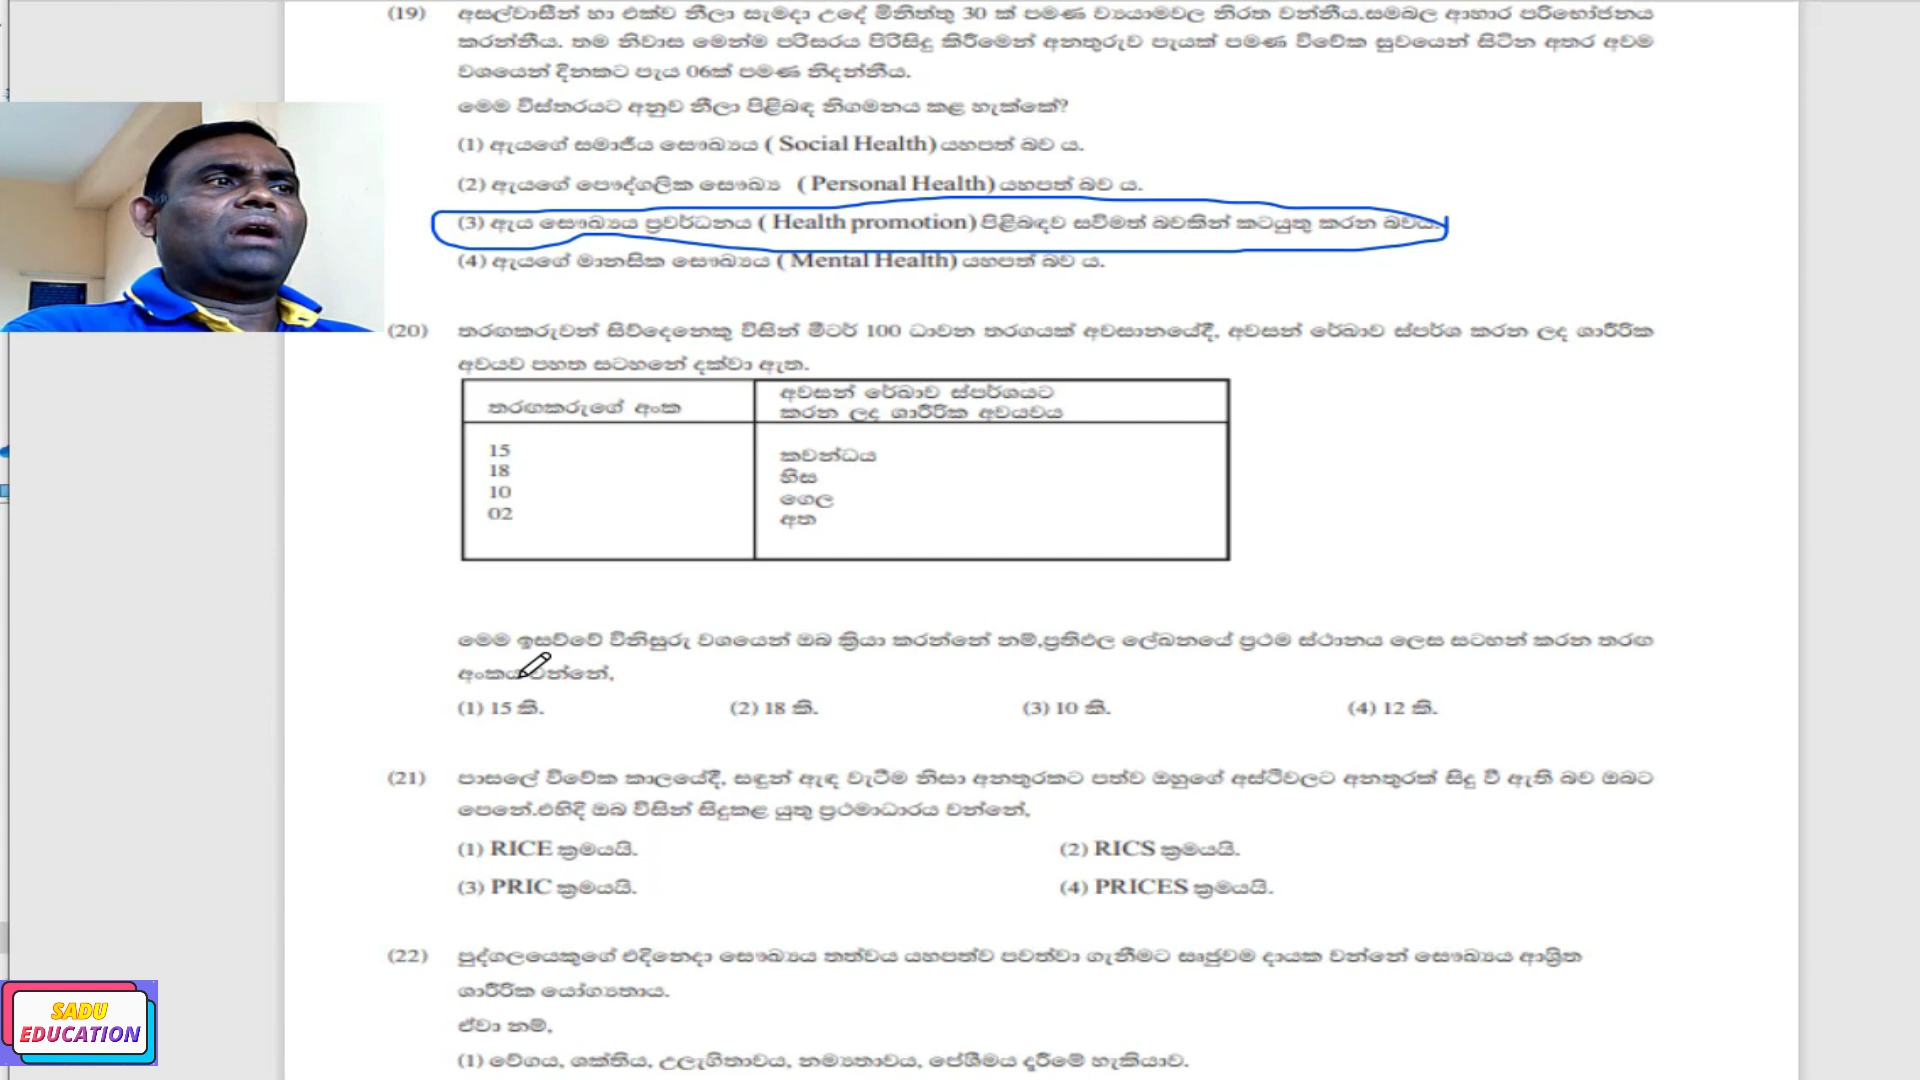 (19) අසල්වාසීන් හා එක්ව නීලා සැමදා උදේ මිනිත්තු 30 ක් පමණ ව්‍යයාමවල නිරත වන්නීය.සමබල ආහාර පරිභෝජනය
කරන්නීය. තම නිවාස මෙන්ම පරිසරය පිරිසිදු කිරීමෙන් අනතුරුව පැයක් පමණ විවේක සුවයෙන් සිටින අතර අවම
වශයෙන් දිනකට පැය 06ක් පමණ නිදන්නීය.
මෙම විස්තරයට අනුව නීලා පිළිබඳ නිගමනය කළ හැක්කේ?
(1) ඇයගේ සමාජීය සෞඛ්‍යය ( Social Health) යහපත් බව ය.
(2) ඇයගේ පෞද්ගලික සෞඛ්‍ය ( Personal Health) යහපත් බව ය.
(3) ඇය සෞඛ්‍යය ප්‍රවර්ධනය ( Health promotion) පිළිබඳව සවිමත් බවකින් කටයුතු කරන බවය.
(4) ඇයගේ මානසික සෞඛ්‍යය ( Mental Health) යහපත් බව ය.
(20) තරඟකරුවන් සිව්දෙනෙකු විසින් මීටර් 100 ධාවන තරගයක් අවසානයේදී, අවසන් රේඛාව ස්පර්ශ කරන ලද ශාරීරික
අවයව පහත සටහනේ දක්වා ඇත.
තරඟකරුගේ අංක
අවසන් රේඛාව ස්පර්ශයට
කරන ලද ශාරීරික අවයවය
15 කවන්ධය
18 හිස
10 ගෙල
02 අත
මෙම ඉසව්වේ විනිසුරු වශයෙන් ඔබ ක්‍රියා කරන්නේ නම්,ප්‍රතිඵල ලේඛනයේ ප්‍රථම ස්ථානය ලෙස සටහන් කරන තරඟ
අංකය වන්නේ,
(1) 15 කි. (2) 18 කි. (3) 10 කි. (4) 12 කි.
(21) පාසලේ විවේක කාලයේදී, සඳුන් ඇඳ වැටීම නිසා අනතුරකට පත්ව ඔහුගේ අස්ථිවලට අනතුරක් සිදු වී ඇති බව ඔබට
පෙනේ.එහිදි ඔබ විසින් සිදුකළ යුතු ප්‍රථමාධාරය වන්නේ,
(1) RICE ක්‍රමයයි. (2) RICS ක්‍රමයයි.
(3) PRIC ක්‍රමයයි. (4) PRICES ක්‍රමයයි.
(22) පුද්ගලයෙකුගේ එදිනෙදා සෞඛ්‍යය තත්වය යහපත්ව පවත්වා ගැනීමට සෘජුවම දායක වන්නේ සෞඛ්‍යය ආශ්‍රිත
ශාරීරික යෝග්‍යතාය.
ඒවා නම්,
(1) වේගය, ශක්තිය, උලැගිතාවය, නම්‍යතාවය, පේශීමය දැරීමේ හැකියාව.
SADU
EDUCATION